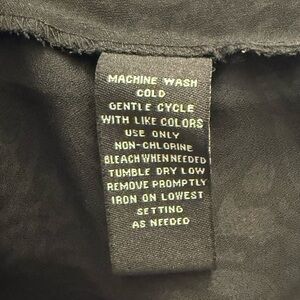 MACHINE WASH
COLD
GENTLE CYCLE
WITH LIKE COLORS
USE ONLY
NON-CHLORINE
BLEACH WHEN NEEDED
TUMBLE DRY LOW
REMOVE PROMPTLY
IRON ON LOWEST
SETTING
AS NEEDED